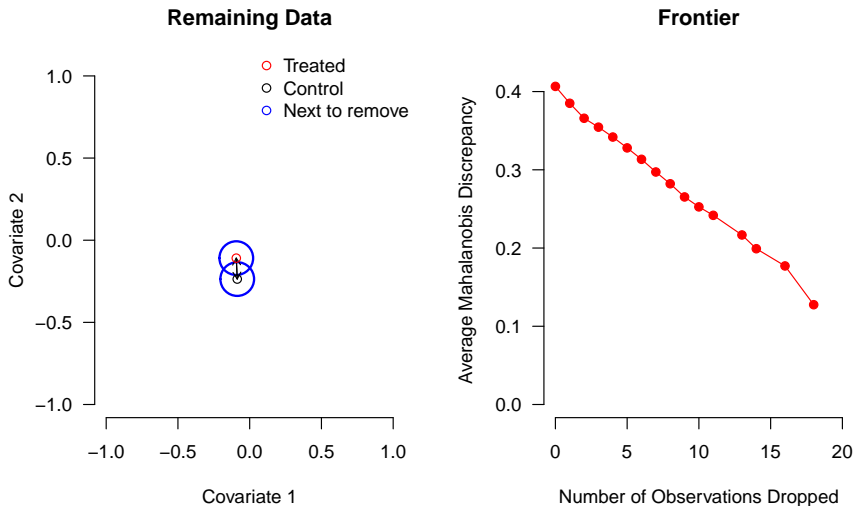 Remaining Data
Treated
Control
Next to remove
1.0
0.5
0.0
−0.5
−1.0
Covariate 2
−1.0 −0.5 0.0 0.5 1.0
Covariate 1
Frontier
0.4
0.3
0.2
0.1
0.0
Average Mahalanobis Discrepancy
0 5 10 15 20
Number of Observations Dropped